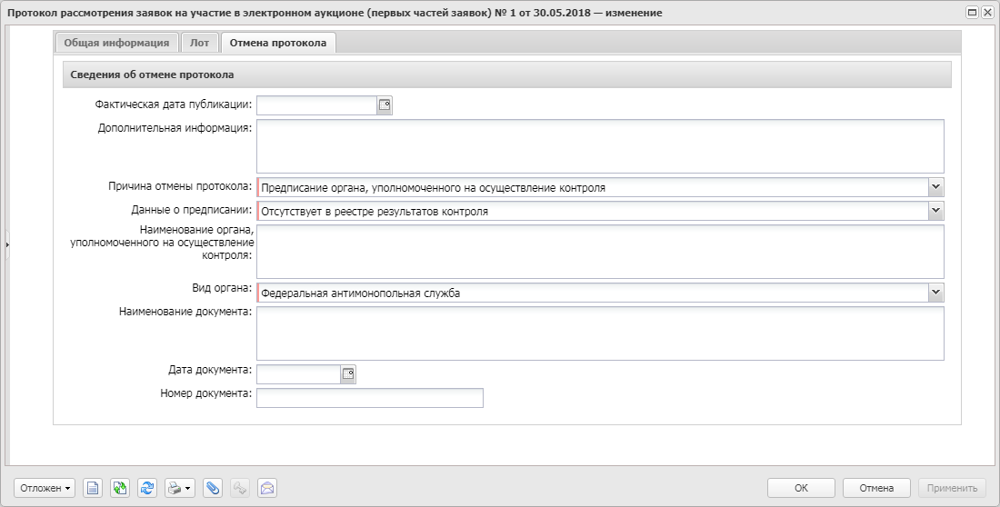 Протокол рассмотрения заявок на участие в электронном аукционе (первых частей заявок) № 1 от 30.05.2018 — изменение
Общая информация
Лот
Отмена протокола
Сведения об отмене протокола
Фактическая дата публикации:
Дополнительная информация:
Причина отмены протокола: Предписание органа, уполномоченного на осуществление контроля
Данные о предписании: Отсутствует в реестре результатов контроля
Наименование органа,
уполномоченного на осуществление
контроля:
Вид органа: Федеральная антимонопольная служба
Наименование документа:
Дата документа:
Номер документа:
Отложен
ОК
Отмена
Применить